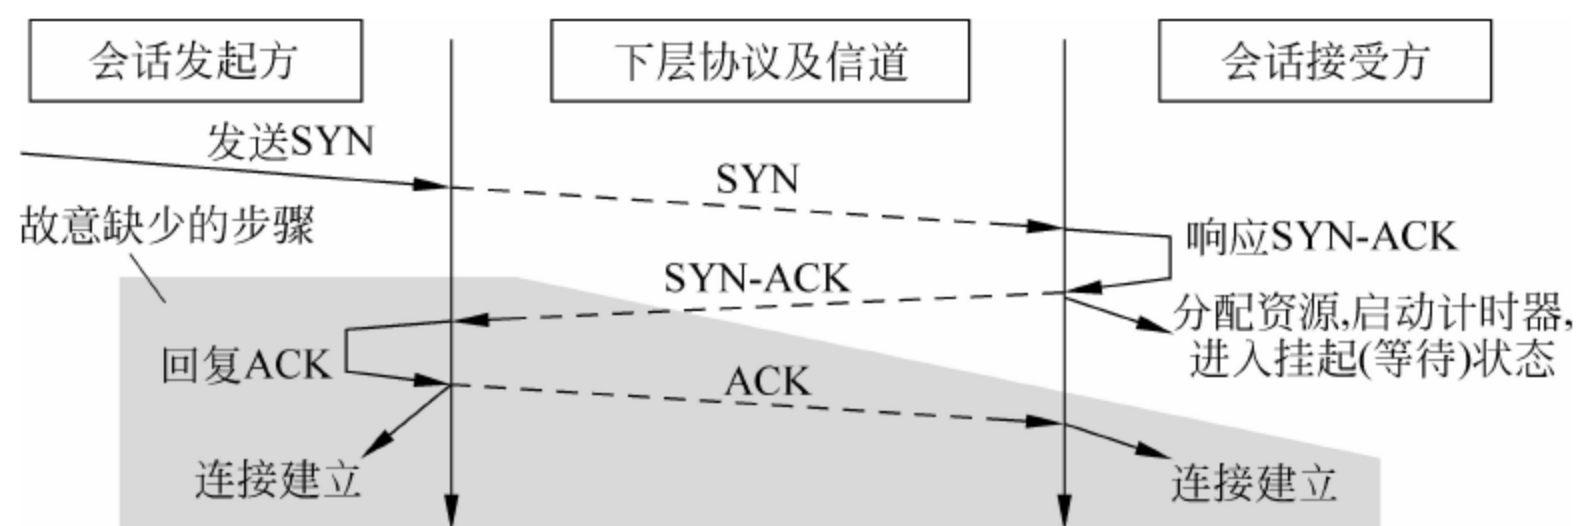 会话发起方
下层协议及信道
会话接受方
发送SYN
SYN
故意缺少的步骤
响应SYN-ACK
SYN-ACK
分配资源,启动计时器,
进入挂起(等待)状态
回复ACK
ACK
连接建立
连接建立